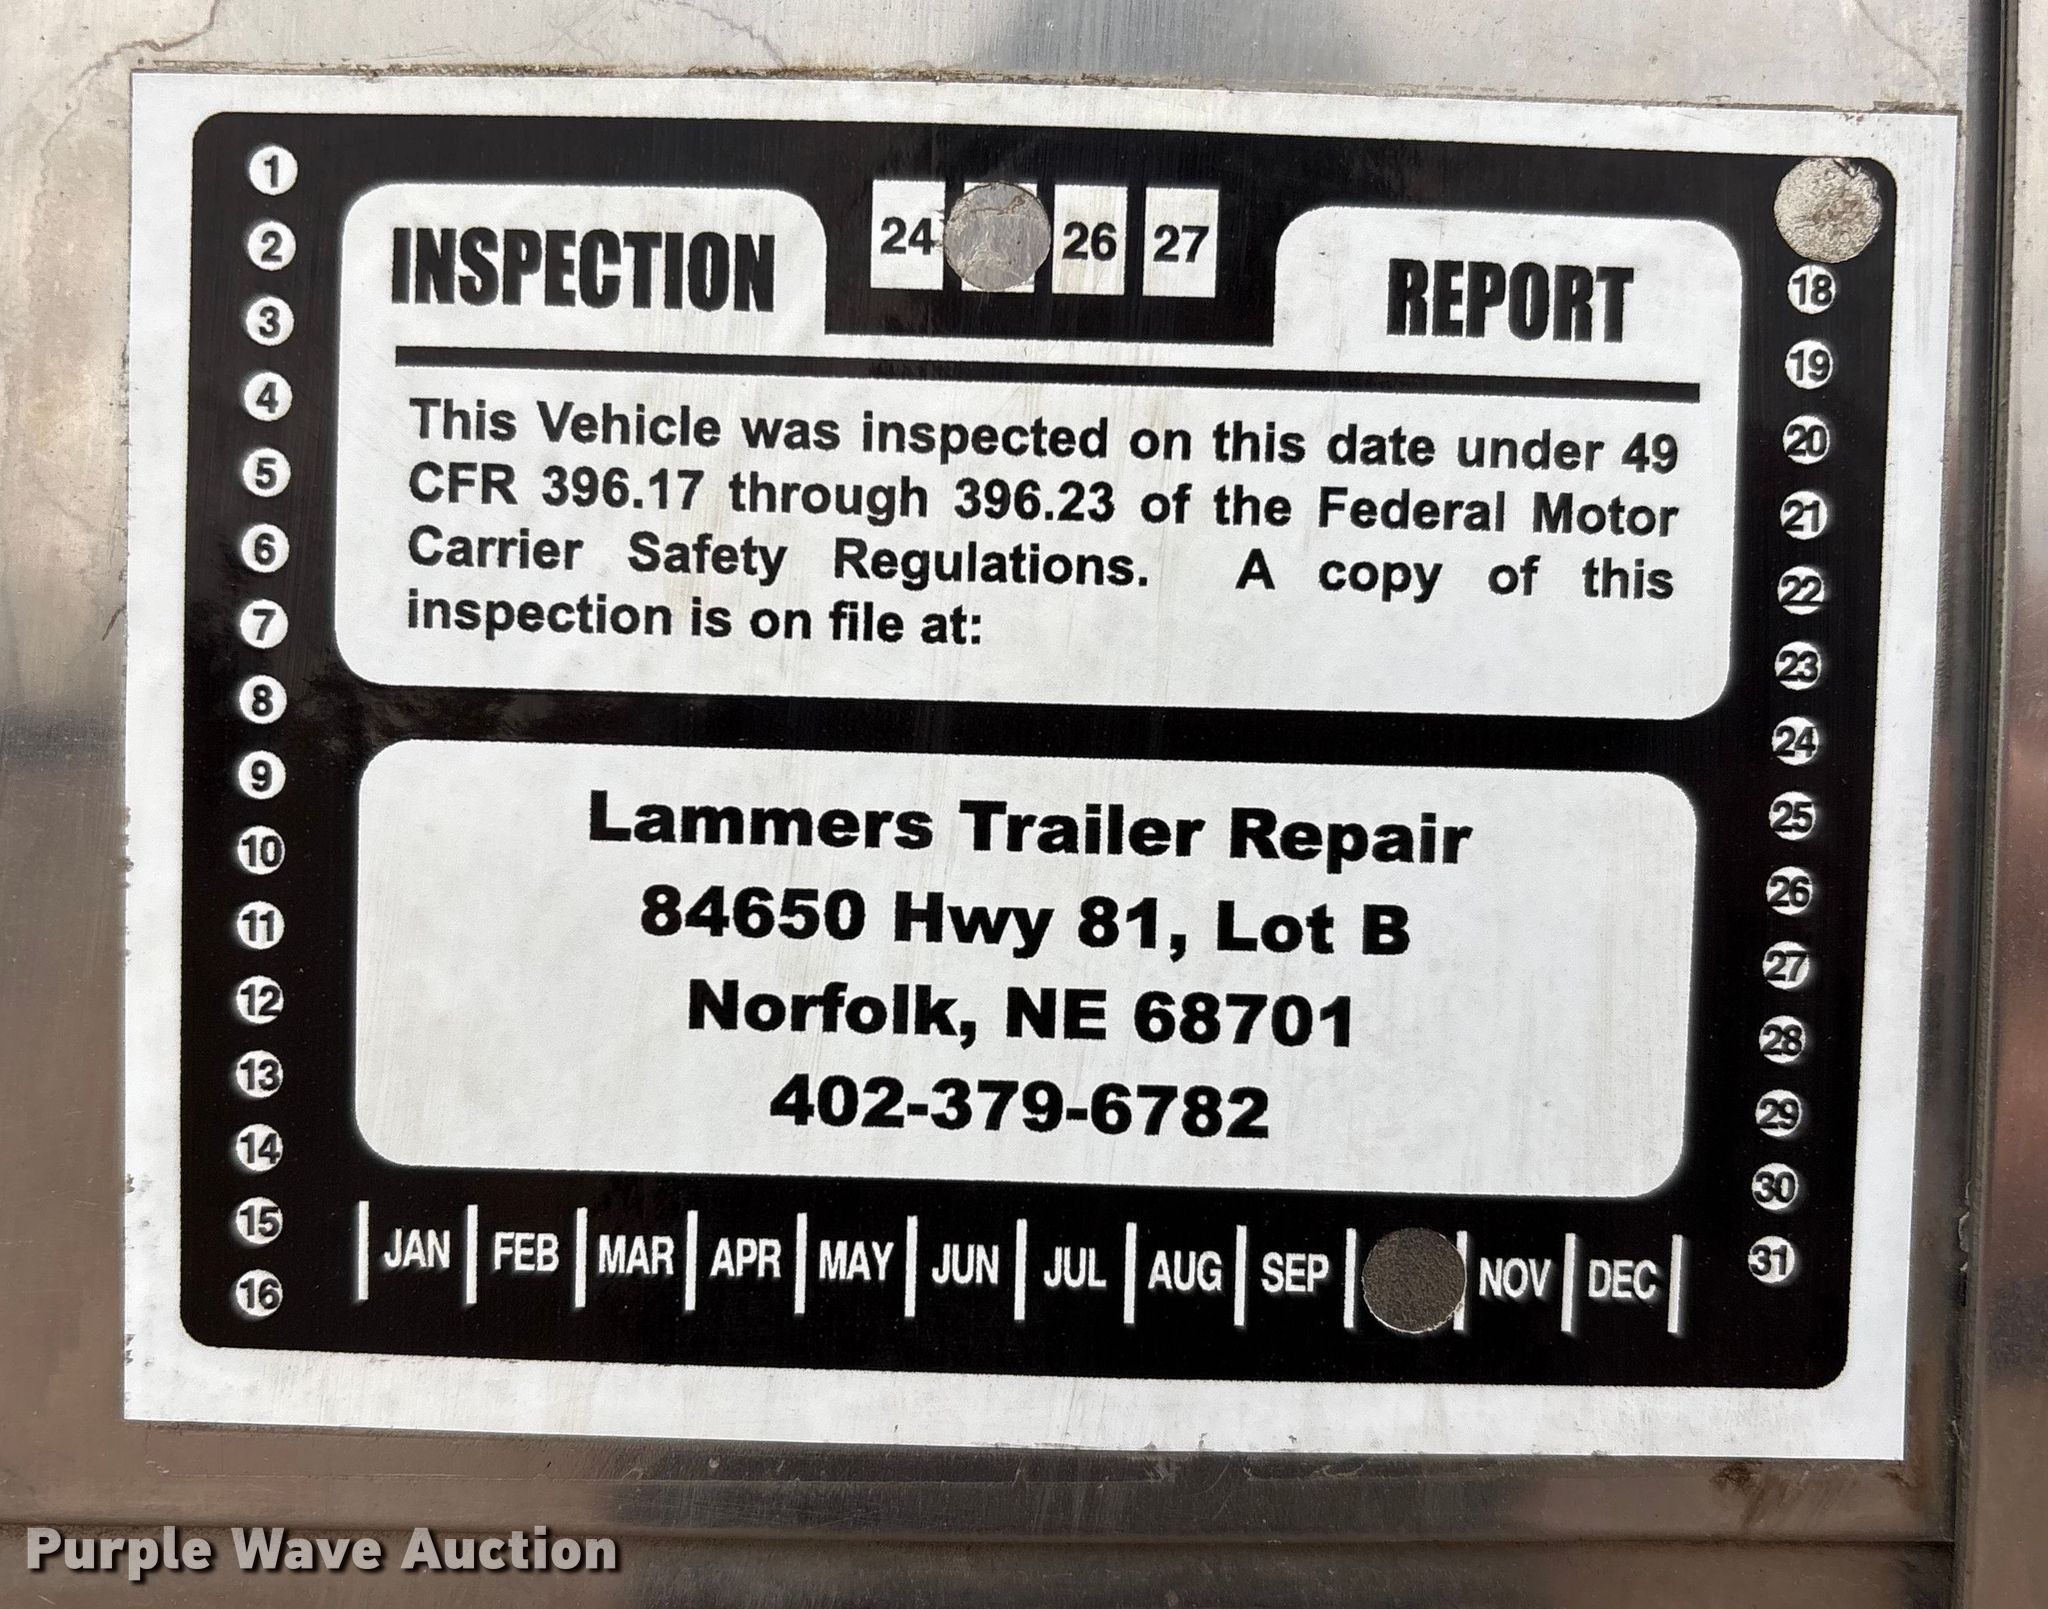 INSPECTION
24 26 27
REPORT
This Vehicle was inspected on this date under 49
CFR 396.17 through 396.23 of the Federal Motor
Carrier Safety Regulations. A copy of this
inspection is on file at:
Lammers Trailer Repair
84650 Hwy 81, Lot B
Norfolk, NE 68701
402-379-6782
1
2
3
4
5
6
7
8
9
10
11
12
13
14
15
16
18
19
20
21
22
23
24
25
26
27
28
29
30
31
JAN FEB MAR APR MAY JUN JUL AUG SEP NOV DEC
Purple Wave Auction